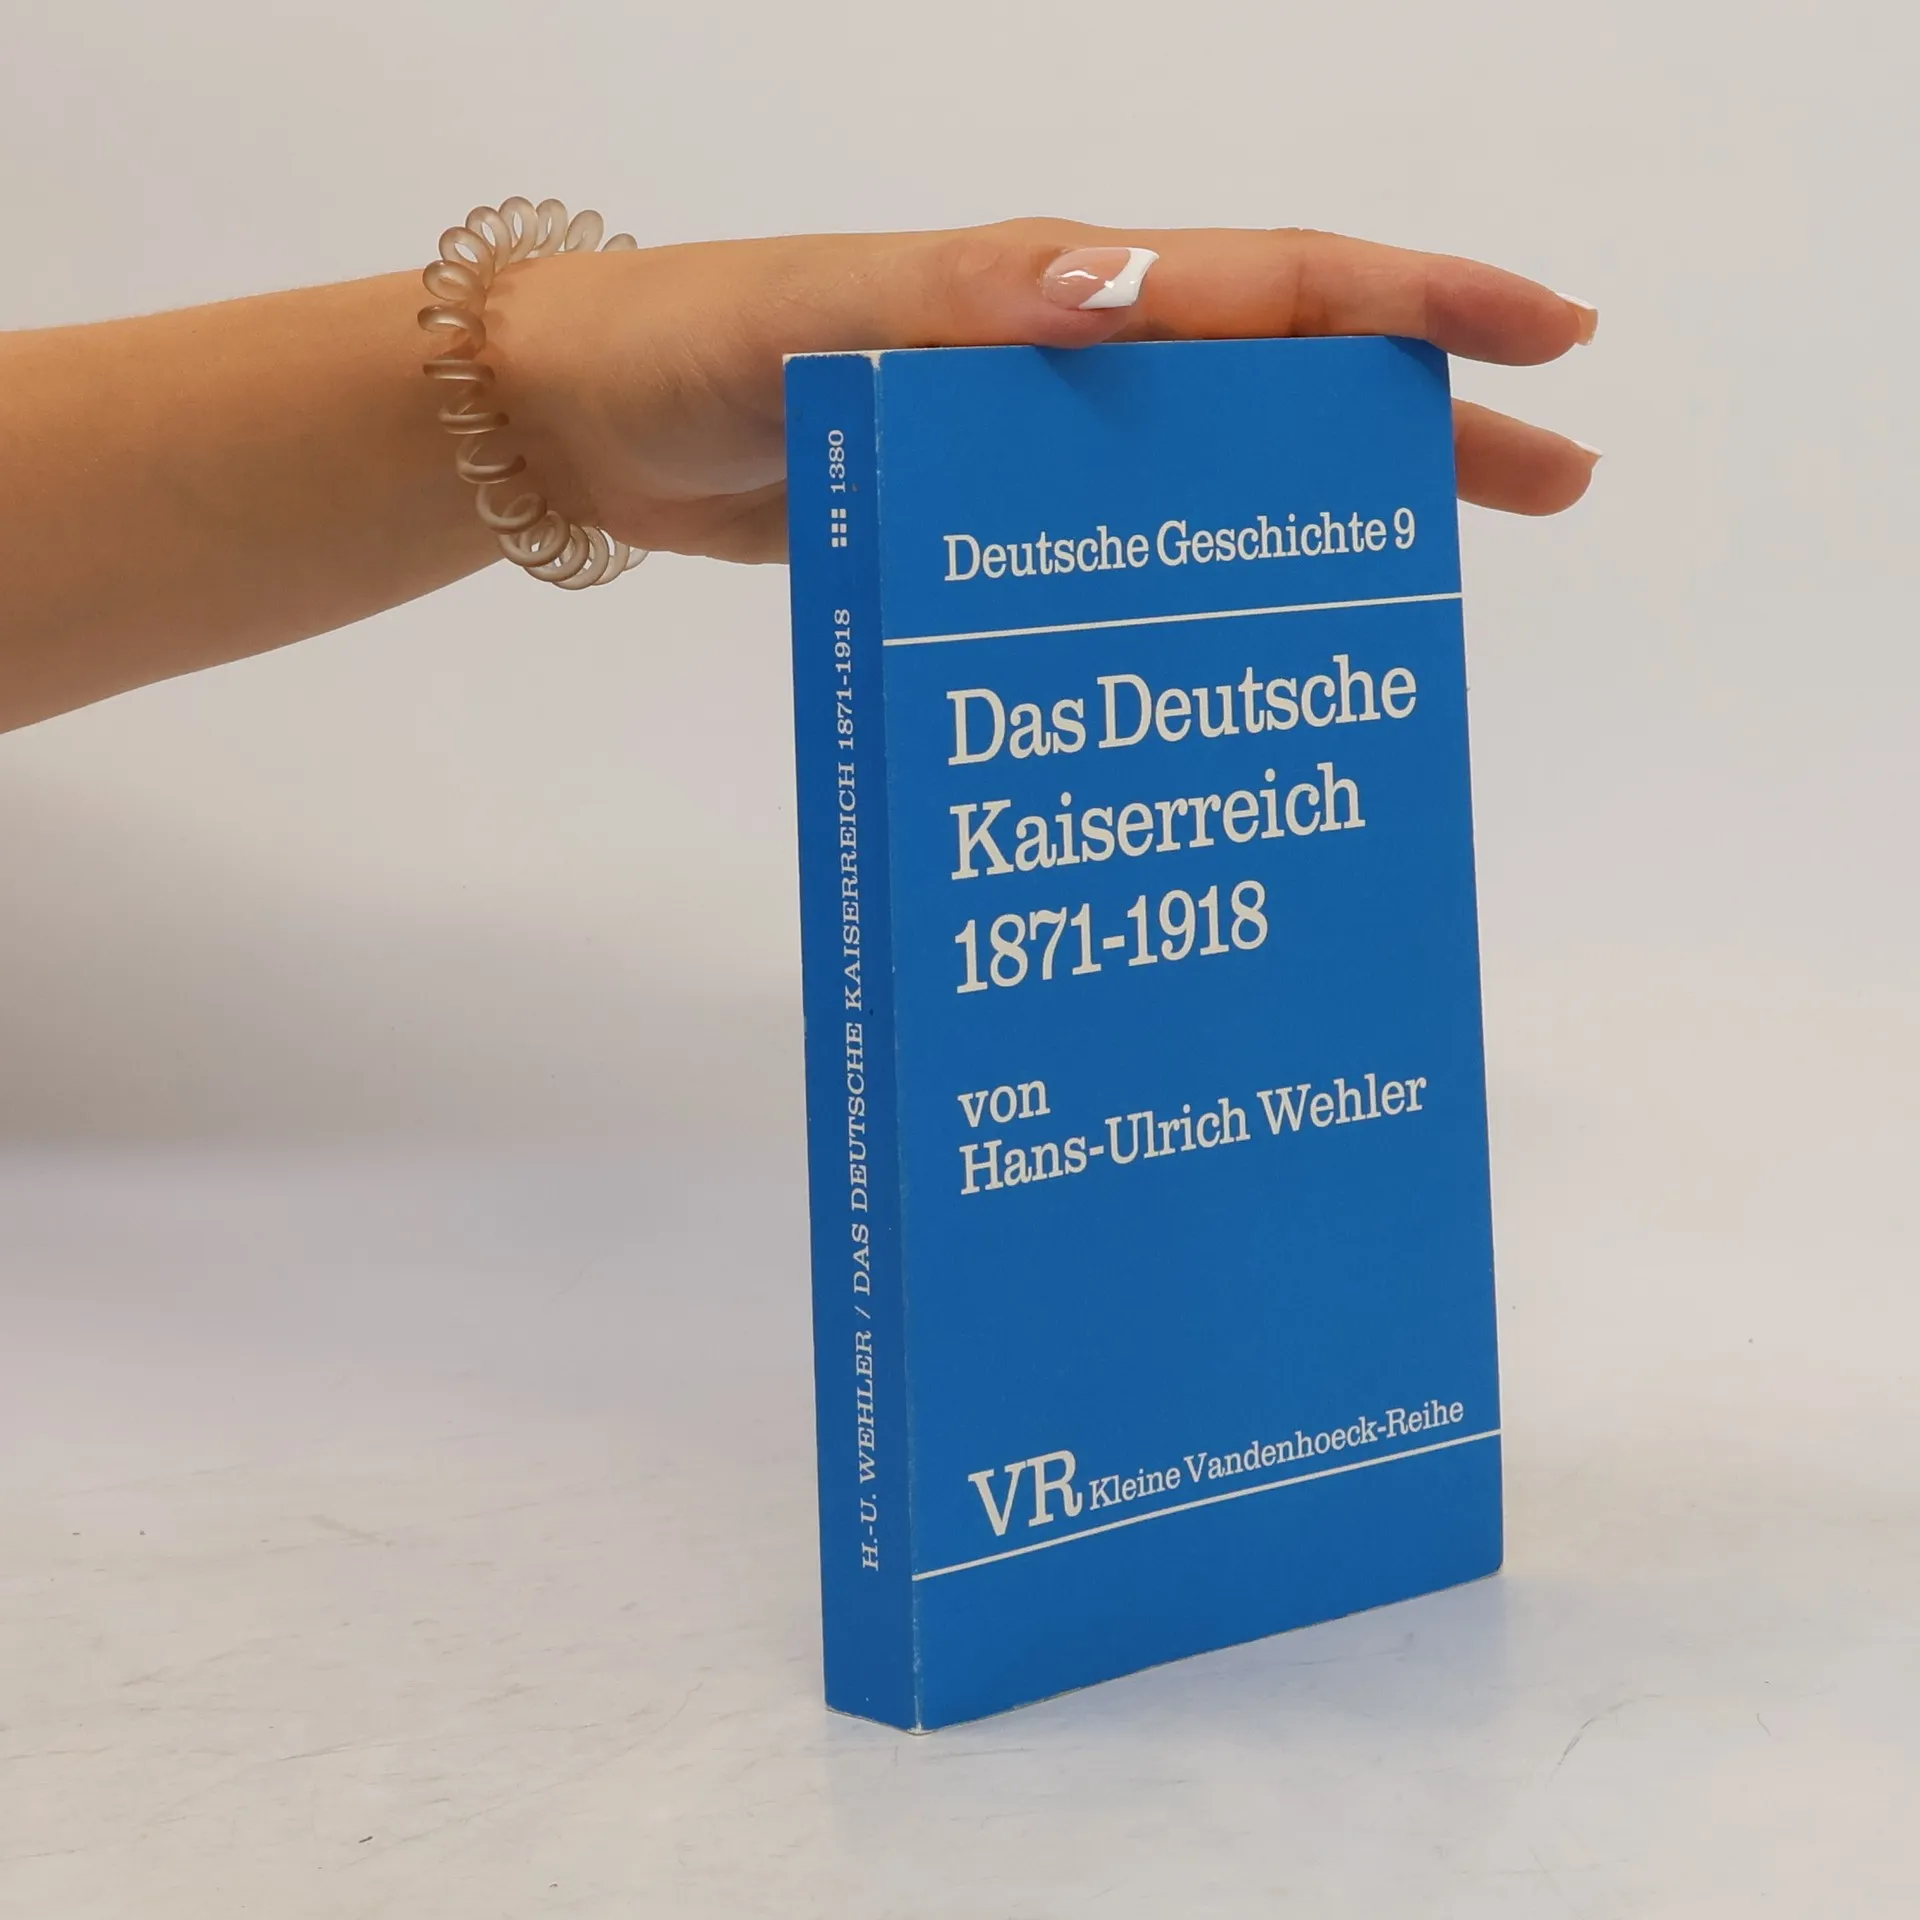 Deutsche Geschichte 9
Das Deutsche
Kaiserreich
1871-1918
von
Hans-Ulrich Wehler
VR Kleine Vandenhoeck-Reihe
H.-U. WEHLER / DAS DEUTSCHE KAISERREICH 1871-1918 1380